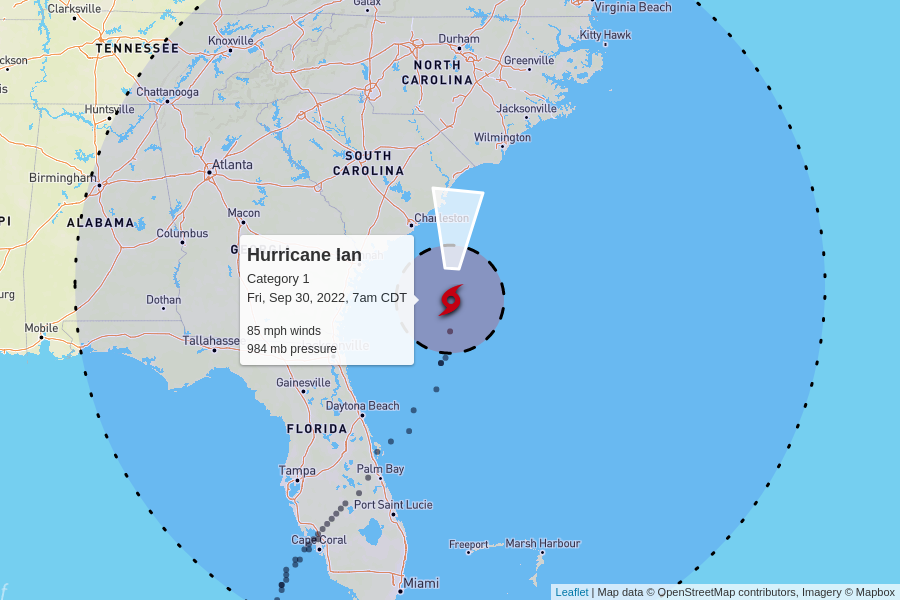 Galax
Clarksville
Virginia Beach
TENNESSEE
Knoxville
Durham
Kitty Hawk
ckson
NORTH
CAROLINA
Greenville
is
Chattanooga
Huntsville
Jacksonville
Wilmington
SOUTH
CAROLINA
Atlanta
Birmingham
Macon
Charleston
PI
ALABAMA
Columbus
Hurricane Ian
Category 1
Fri, Sep 30, 2022, 7am CDT
85 mph winds
984 mb pressure
urg
Dothan
Mobile
Tallahasse
Gainesville
Daytona Beach
FLORIDA
Tampa
Palm Bay
Port Saint Lucie
Cape Coral
Freeport
Marsh Harbour
Miami
Leaflet | Map data © OpenStreetMap contributors, Imagery © Mapbox